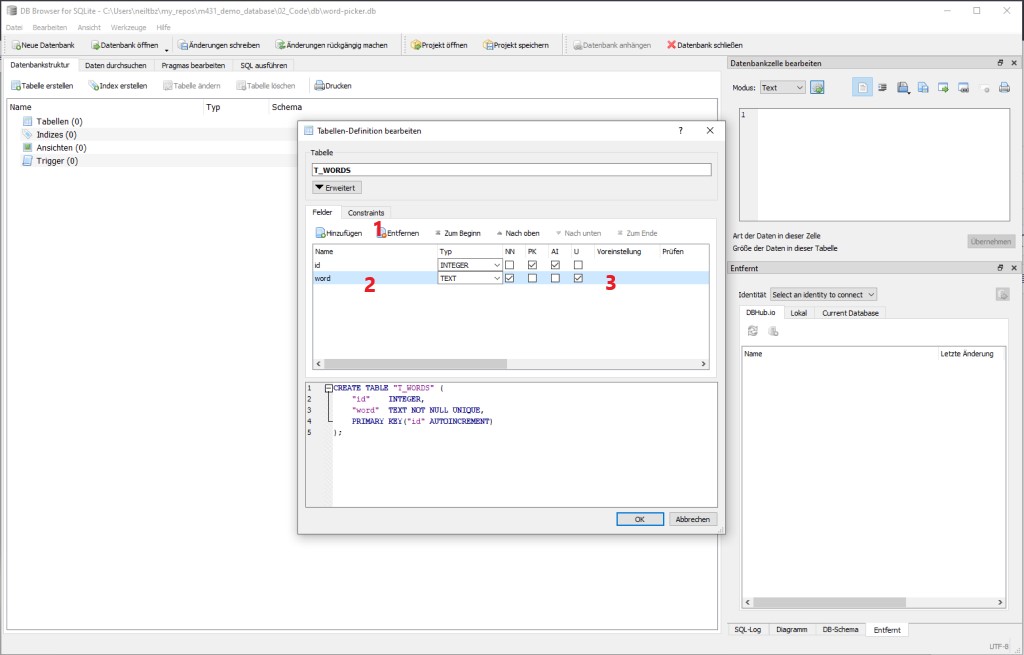 DB Browser for SQLite - C:\Users\neiltbz\my_repos\m431_demo_database\02_Code\db\word-picker.db
Datei Bearbeiten Ansicht Werkzeuge Hilfe
Neue Datenbank Datenbank öffnen Änderungen schreiben Änderungen rückgängig machen Projekt öffnen Projekt speichern Datenbank anhängen Datenbank schließen
Datenbankstruktur Daten durchsuchen Pragmas bearbeiten SQL ausführen
Tabelle erstellen Index erstellen Tabelle ändern Tabelle löschen Drucken
Name Typ Schema
Tabellen (0)
Indizes (0)
Ansichten (0)
Trigger (0)
Tabellen-Definition bearbeiten ?
Tabelle
T_WORDS
Erweitert
Felder Constraints
1
Hinzufügen Entfernen Zum Beginn Nach oben Nach unten Zum Ende
Name Typ NN PK AI U Voreinstellung Prüfen
id INTEGER
word TEXT
2 3
1 CREATE TABLE "T_WORDS" (
2 "id" INTEGER,
3 "word" TEXT NOT NULL UNIQUE,
4 PRIMARY KEY("id" AUTOINCREMENT)
5 );
OK Abbrechen
Datenbankzelle bearbeiten
Modus: Text
1
Art der Daten in dieser Zelle
Größe der Daten in dieser Tabelle
Übernehmen
Entfernt
Identität Select an identity to connect
DBHub.io Lokal Current Database
Name Letzte Änderung
SQL-Log Diagramm DB-Schema Entfernt
UTF-8